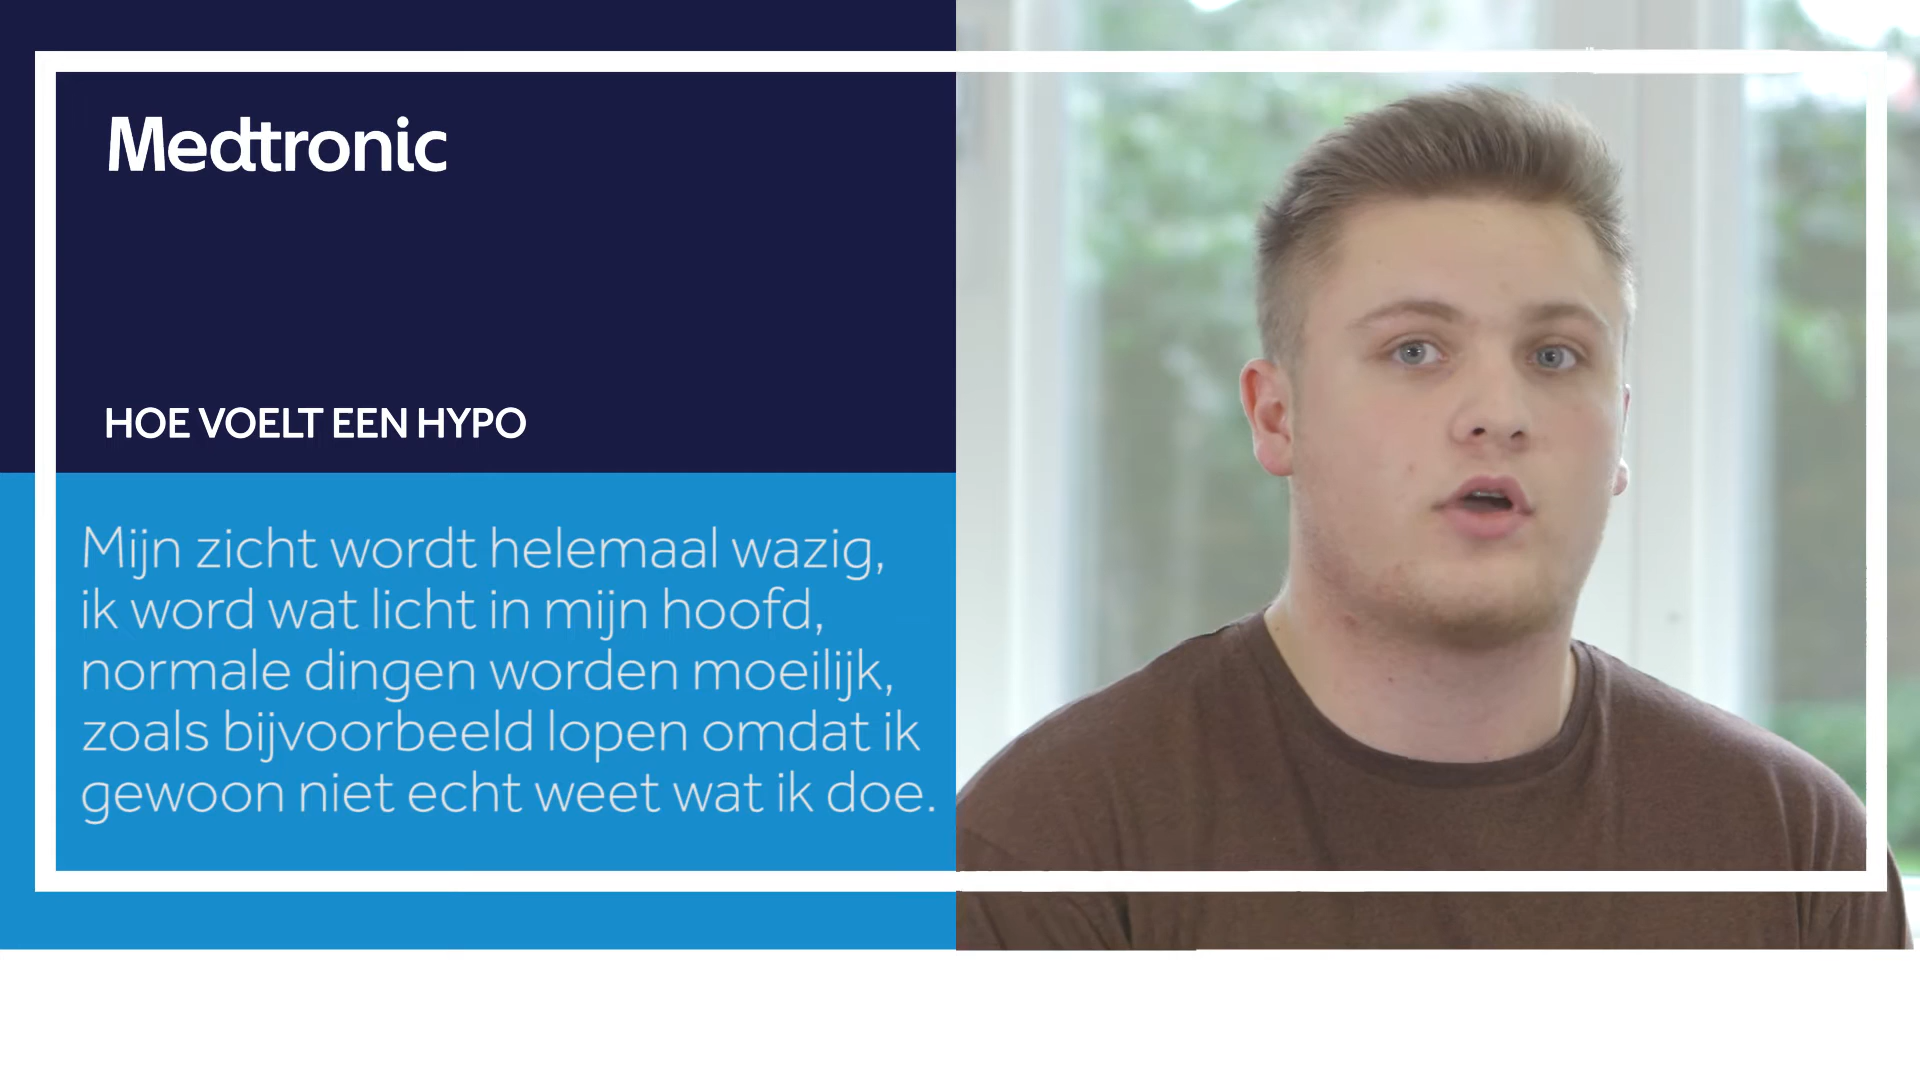 Medtronic
HOE VOELT EEN HYPO
Mijn zicht wordt helemaal wazig,
ik word wat licht in mijn hoofd,
normale dingen worden moeilijk,
zoals bijvoorbeeld lopen omdat ik
gewoon niet echt weet wat ik doe.